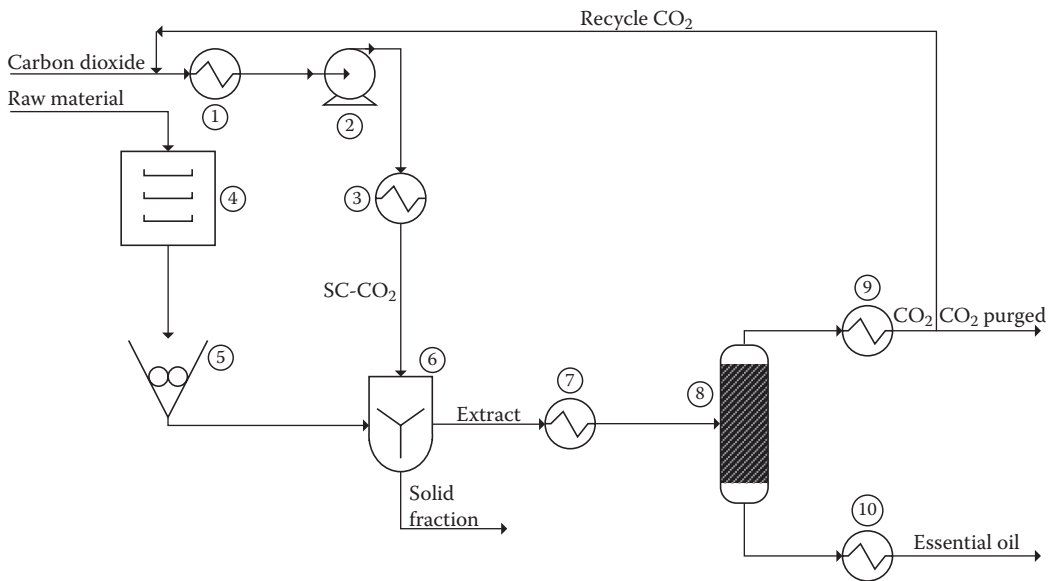 Recycle CO₂
Carbon dioxide
Raw material
1
2
3
4
SC-CO₂
5
6
7
8
9
CO₂
CO₂ purged
Extract
Solid
fraction
10
Essential oil